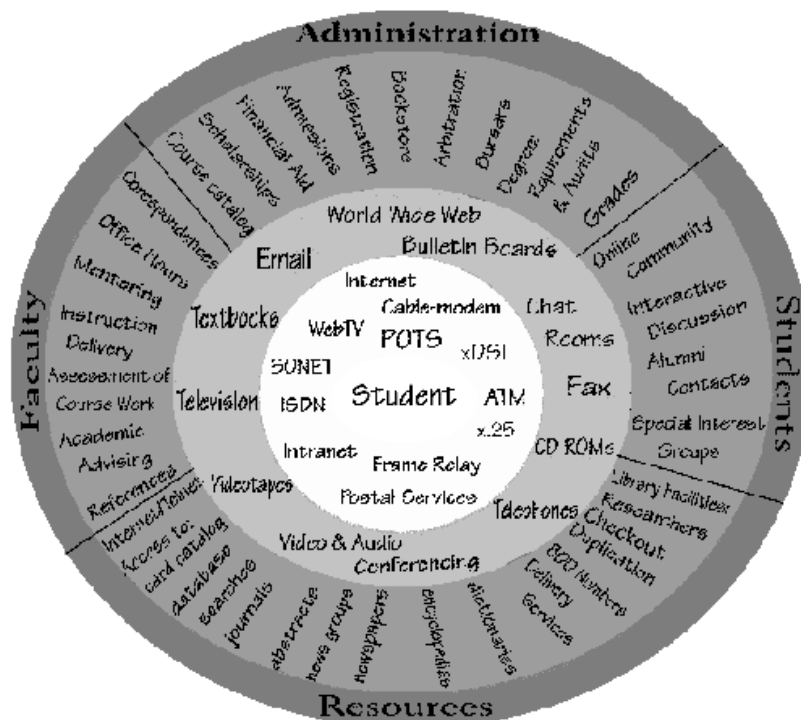 Administration
Course catalog
Scholarships
Financial Aid
Admissions
Registration
Bookstore
Arbitration
Bursars
Degree
Requirements
& Audits
Grades
Students
Online
Community
Interactive
Discussion
Alumni
Contacts
Special Interest
Groups
Resources
Library Facilities
Researchers
Checkout
Duplication
800 Numbers
Delivery
Services
dictionaries
encyclopedias
newspapers
news groups
abstracts
journals
searches
database
card catalog
Access to:
Internet/Telnet
Faculty
Correspondences
Office Hours
Mentoring
Instruction
Delivery
Assessment of
Course Work
Academic
Advising
References
World Wide Web
Bulletin Boards
Email
Textbooks
Television
Videotapes
Video & Audio
Conferencing
Telephones
CD ROMs
Fax
Chat
Rooms
Internet
Cable-modem
WebTV
POTS
xDSl
SONET
Student
ATM
ISDN
x.25
Intranet
Frame Relay
Postal Services